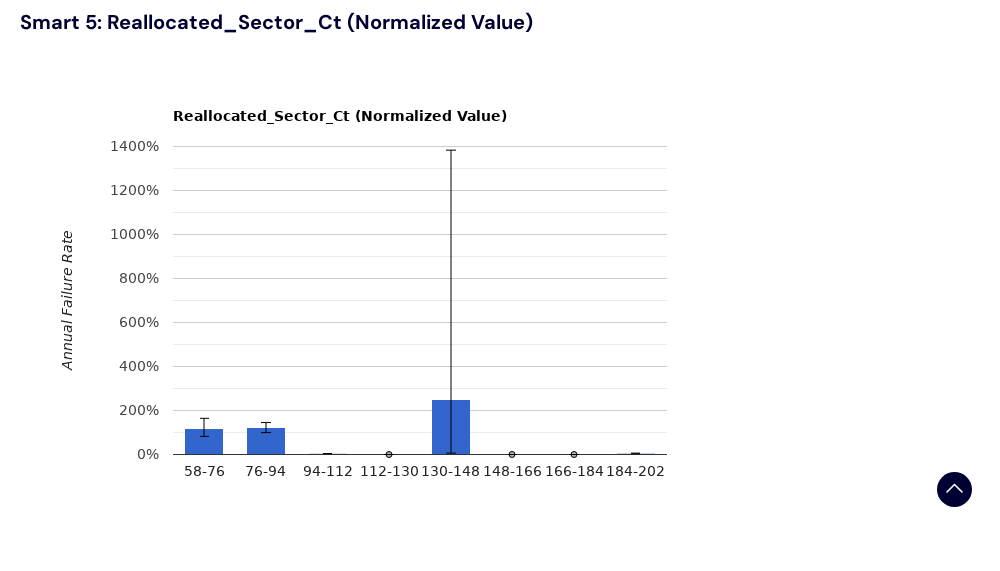 Smart 5: Reallocated_Sector_Ct (Normalized Value)
Reallocated_Sector_Ct (Normalized Value)
1400%
1200%
1000%
800%
600%
400%
200%
0%
Annual Failure Rate
58-76 76-94 94-112 112-130 130-148 148-166 166-184 184-202